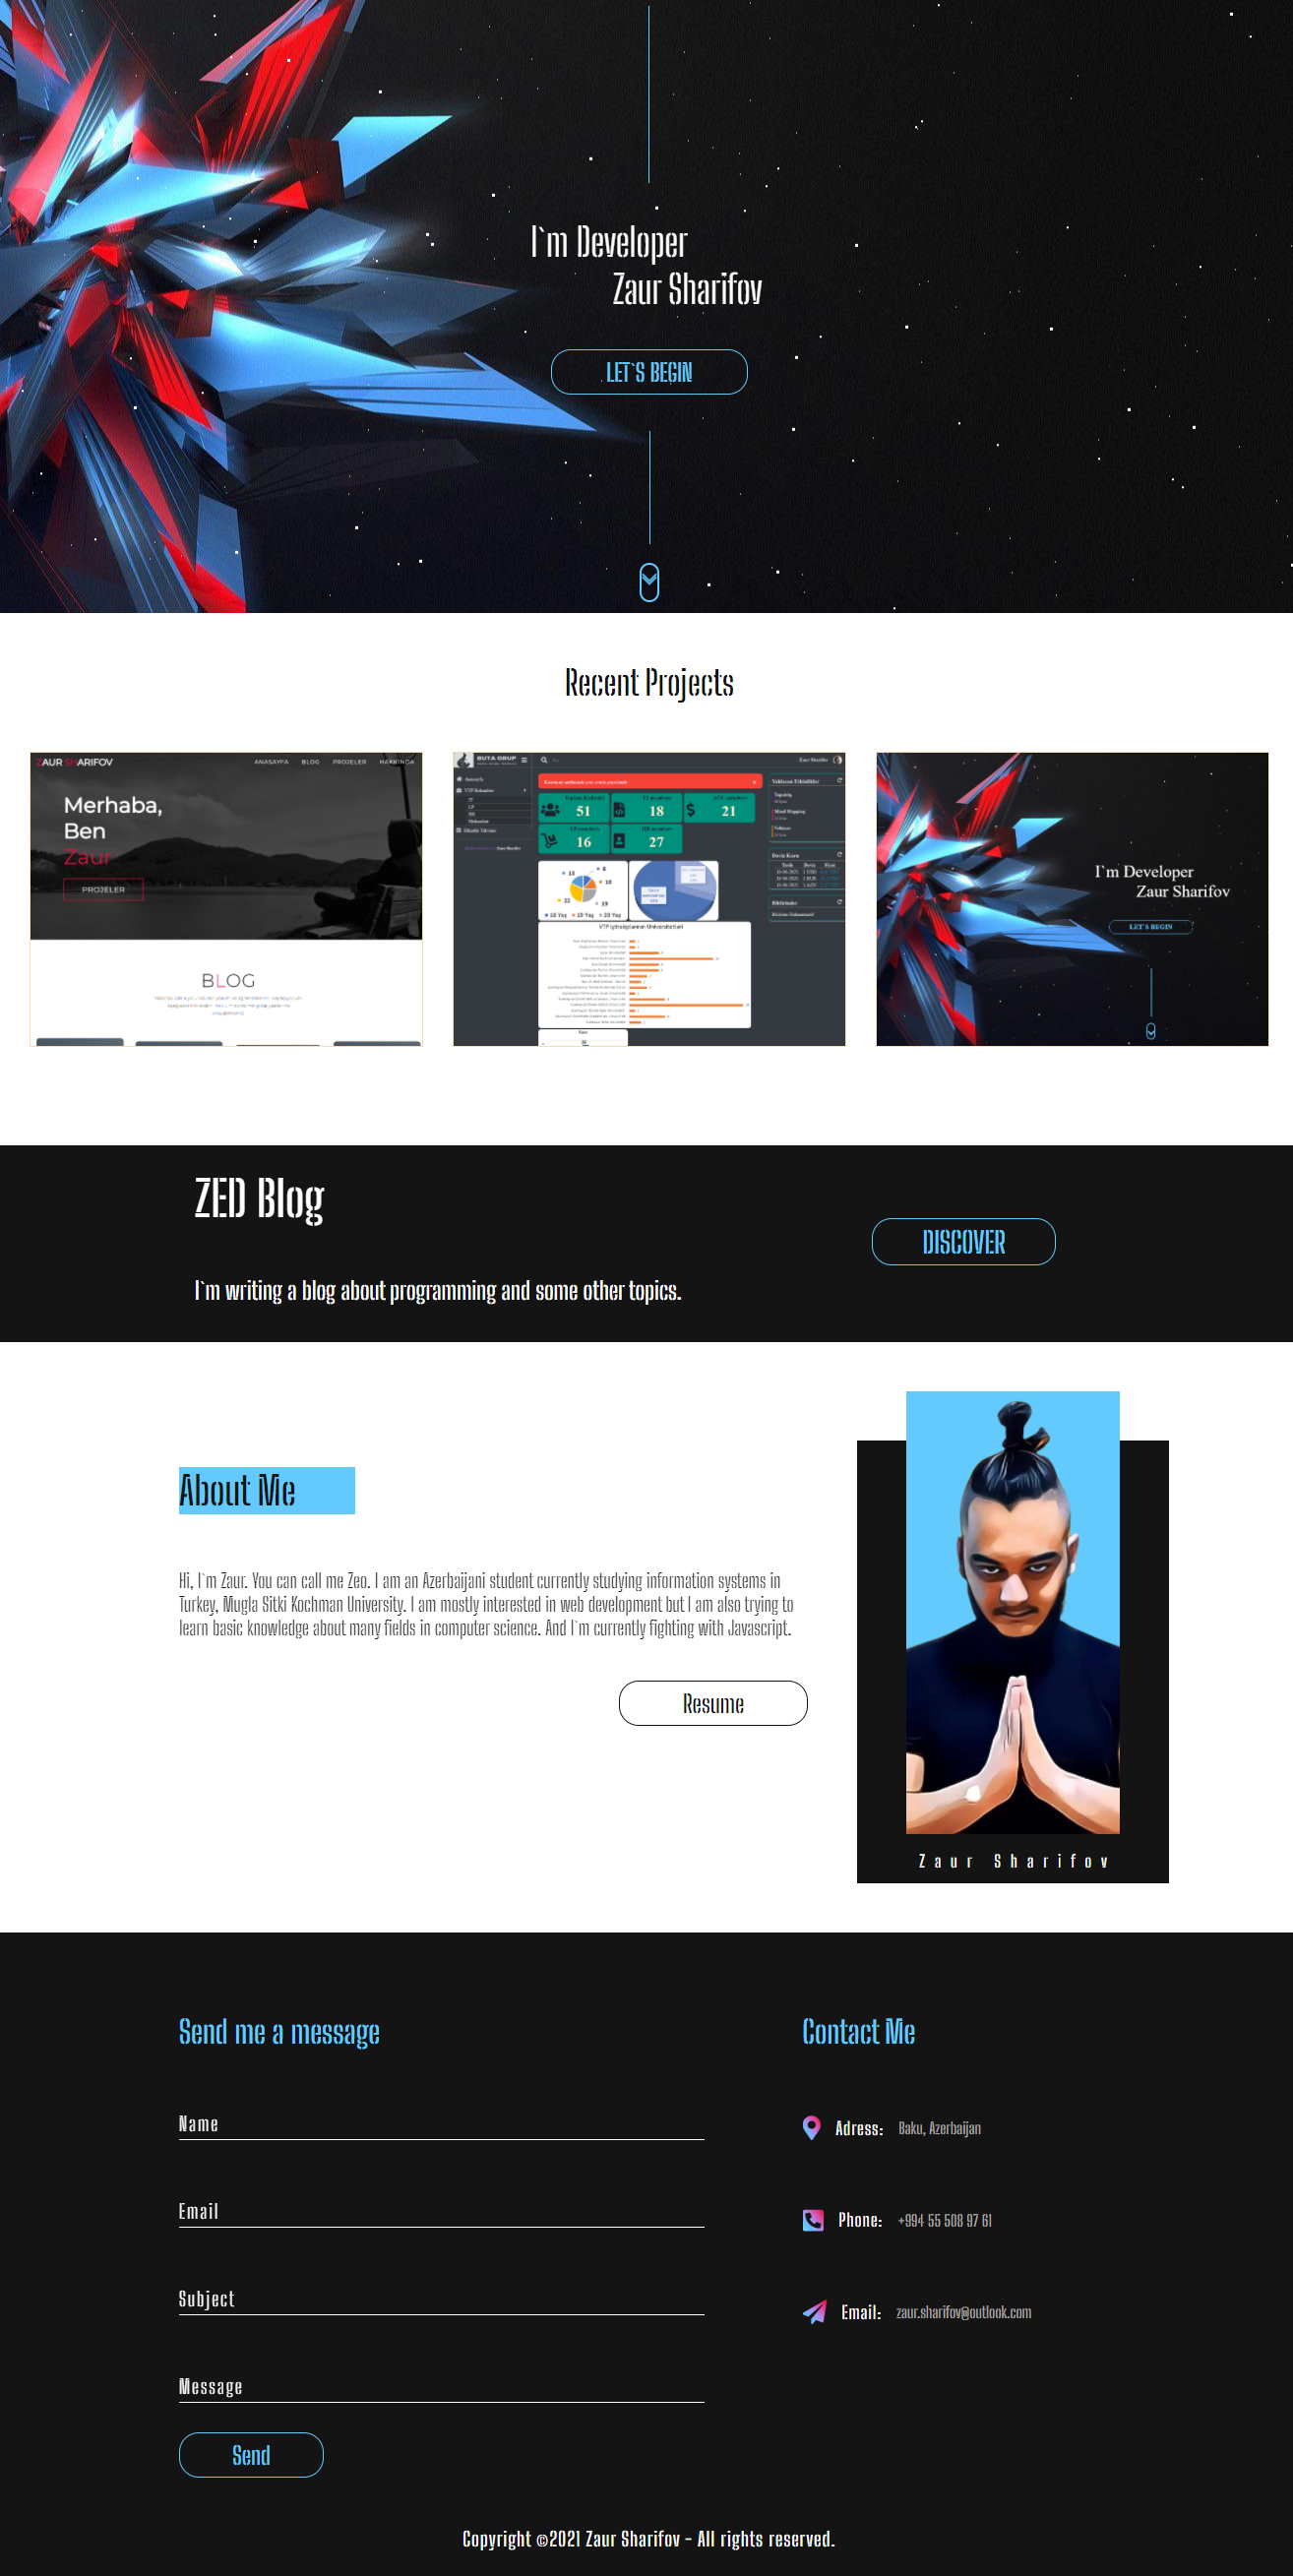 I`m Developer
Zaur Sharifov
LET`S BEGIN
Recent Projects
ZAUR SHARIFOV
ANASAYFA BLOG PROJELER HAKKINDA
Merhaba,
Ben
Zaur
PROJELER
BLOG
BUTA GRUP
Zaur Sharifov
51
18
21
16
27
VTP iştirakçılarının Universitetləri
I`m Developer
Zaur Sharifov
LET`S BEGIN
ZED Blog
DISCOVER
I`m writing a blog about programming and some other topics.
About Me
Hi, I`m Zaur. You can call me Zeo. I am an Azerbaijani student currently studying information systems in
Turkey, Mugla Sitki Kochman University. I am mostly interested in web development but I am also trying to
learn basic knowledge about many fields in computer science. And I`m currently fighting with Javascript.
Resume
Zaur Sharifov
Send me a message
Contact Me
Name
Adress: Baku, Azerbaijan
Email
Phone: +994 55 508 97 61
Subject
Email: zaur.sharifov@outlook.com
Message
Send
Copyright ©2021 Zaur Sharifov - All rights reserved.